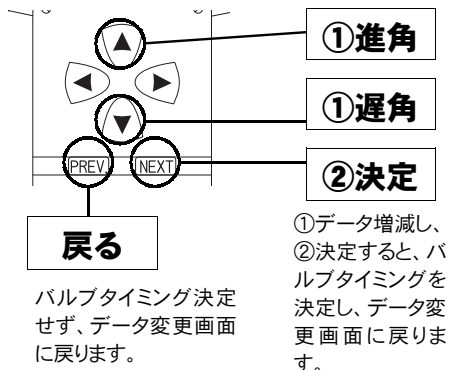 ①進角
①遅角
PREV.
NEXT
②決定
戻る
①データ増減し、
②決定すると、バ
ルブタイミングを
決定し、データ変
更画面に戻りま
す。
バルブタイミング決定
せず、データ変更画面
に戻ります。